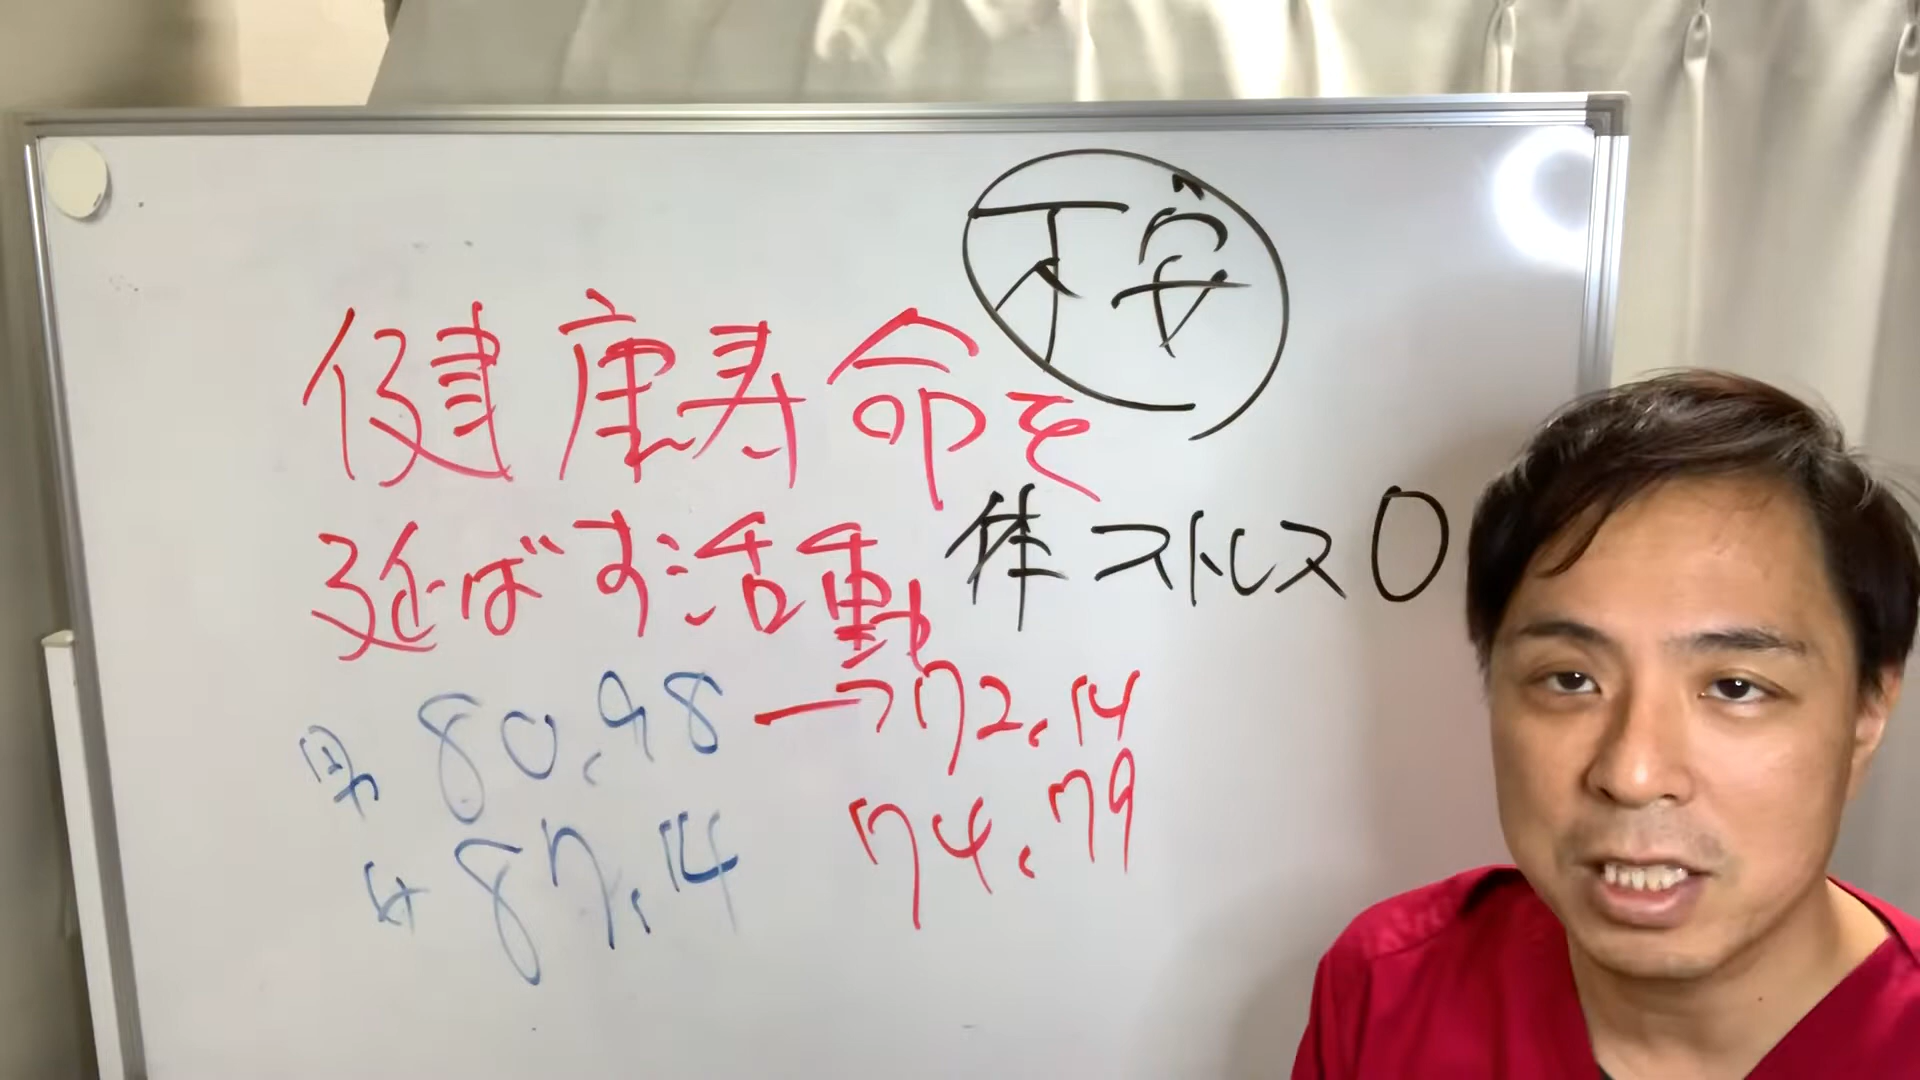 不安
健康寿命を
延ばす活動
体ストレス0
男 80.98→72.14
女 87.14 74.79